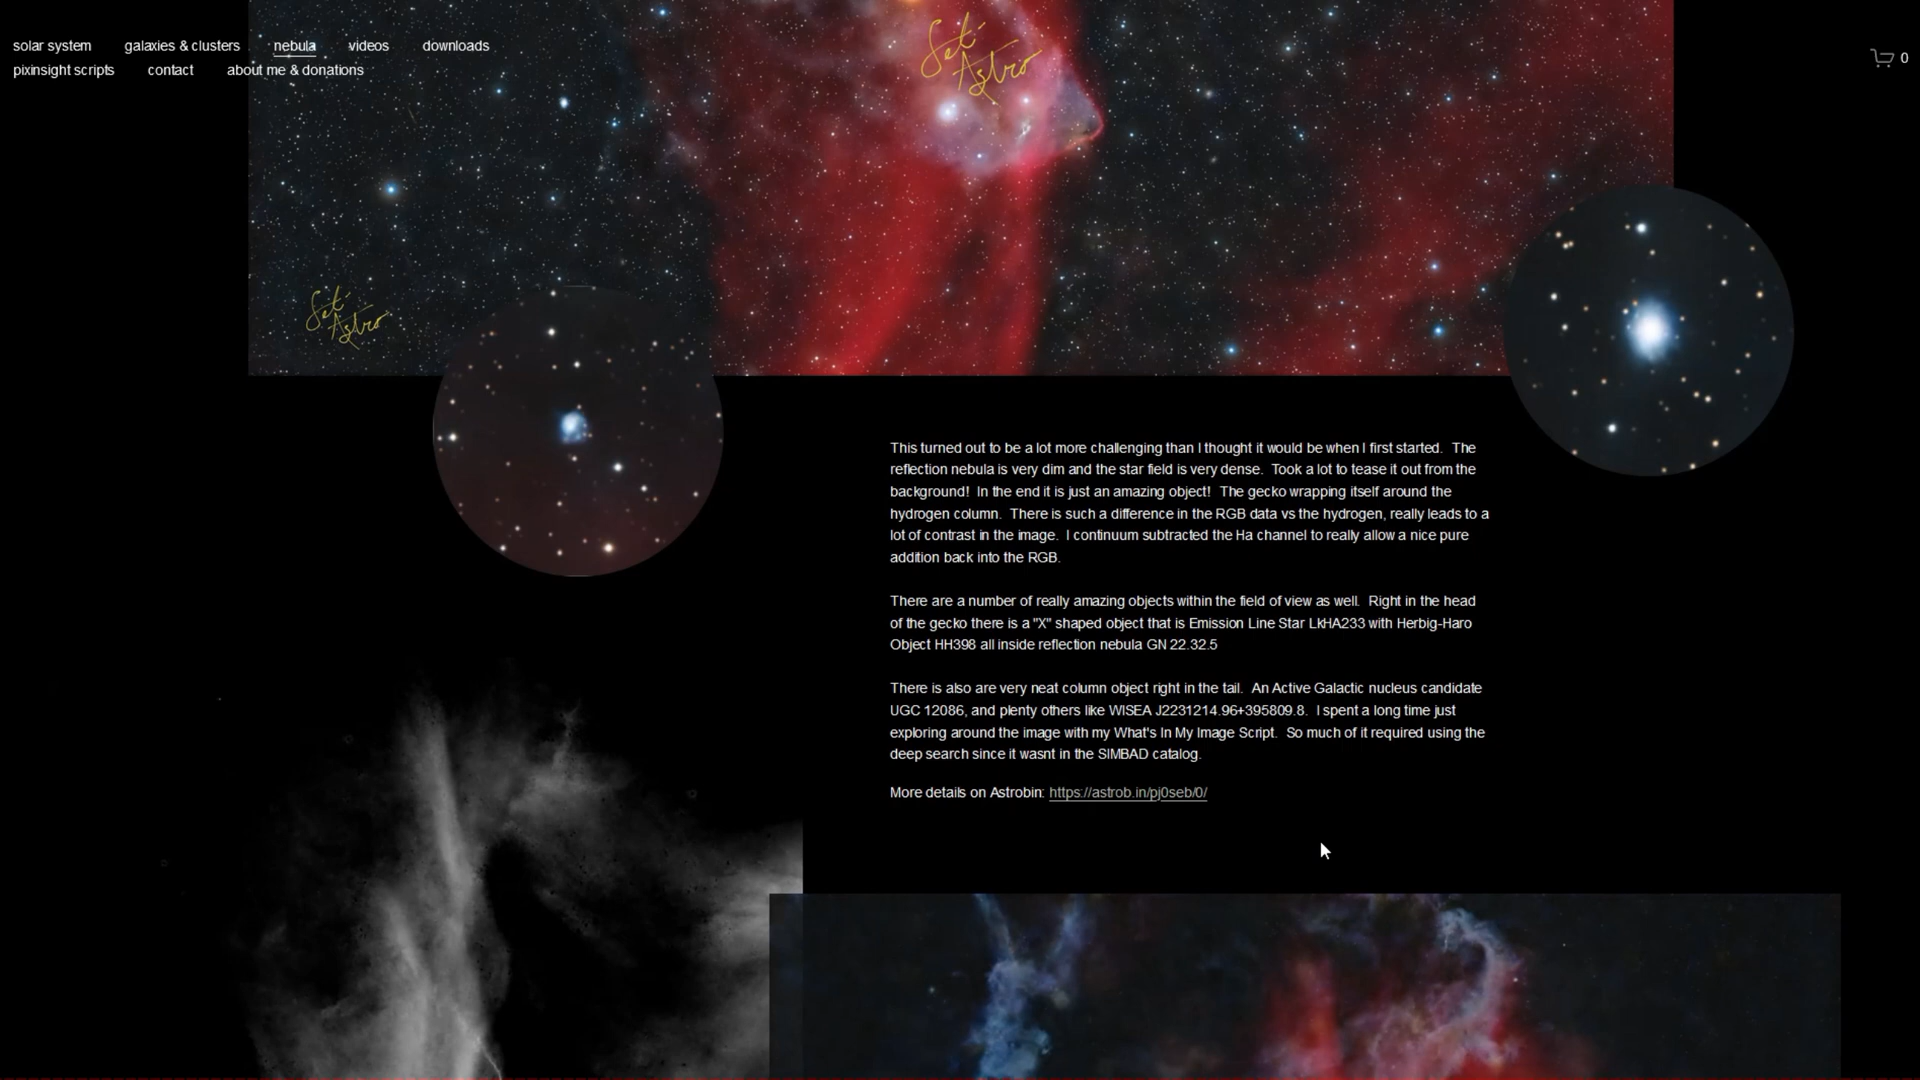 solar system galaxies & clusters nebula videos downloads
pixinsight scripts contact about me & donations
0
Set'
Astro
Set'
Astro
This turned out to be a lot more challenging than I thought it would be when I first started. The
reflection nebula is very dim and the star field is very dense. Took a lot to tease it out from the
background! In the end it is just an amazing object! The gecko wrapping itself around the
hydrogen column. There is such a difference in the RGB data vs the hydrogen, really leads to a
lot of contrast in the image. I continuum subtracted the Ha channel to really allow a nice pure
addition back into the RGB.
There are a number of really amazing objects within the field of view as well. Right in the head
of the gecko there is a "X" shaped object that is Emission Line Star LkHA233 with Herbig-Haro
Object HH398 all inside reflection nebula GN 22.32.5
There is also are very neat column object right in the tail. An Active Galactic nucleus candidate
UGC 12086, and plenty others like WISEA J2231214.96+395809.8. I spent a long time just
exploring around the image with my What's In My Image Script. So much of it required using the
deep search since it wasnt in the SIMBAD catalog.
More details on Astrobin: https://astrob.in/pj0seb/0/